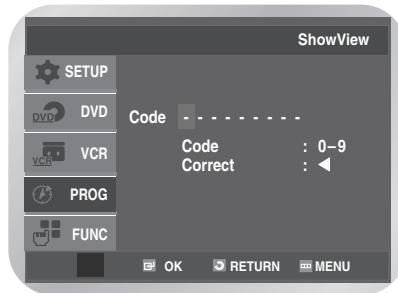 ShowView
SETUP
DVD DVD
Code - - - - - - - - -
VCR VCR
Code : 0–9
Correct : ◀
PROG
FUNC
OK RETURN MENU